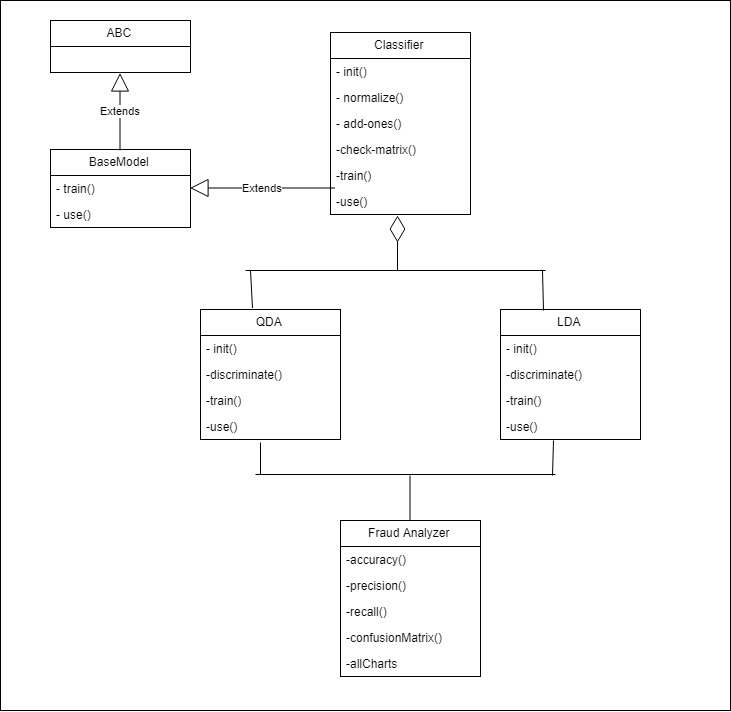 ABC
Extends
BaseModel
- train()
- use()
Extends
Classifier
- init()
- normalize()
- add-ones()
-check-matrix()
-train()
-use()
QDA
- init()
-discriminate()
-train()
-use()
LDA
- init()
-discriminate()
-train()
-use()
Fraud Analyzer
-accuracy()
-precision()
-recall()
-confusionMatrix()
-allCharts